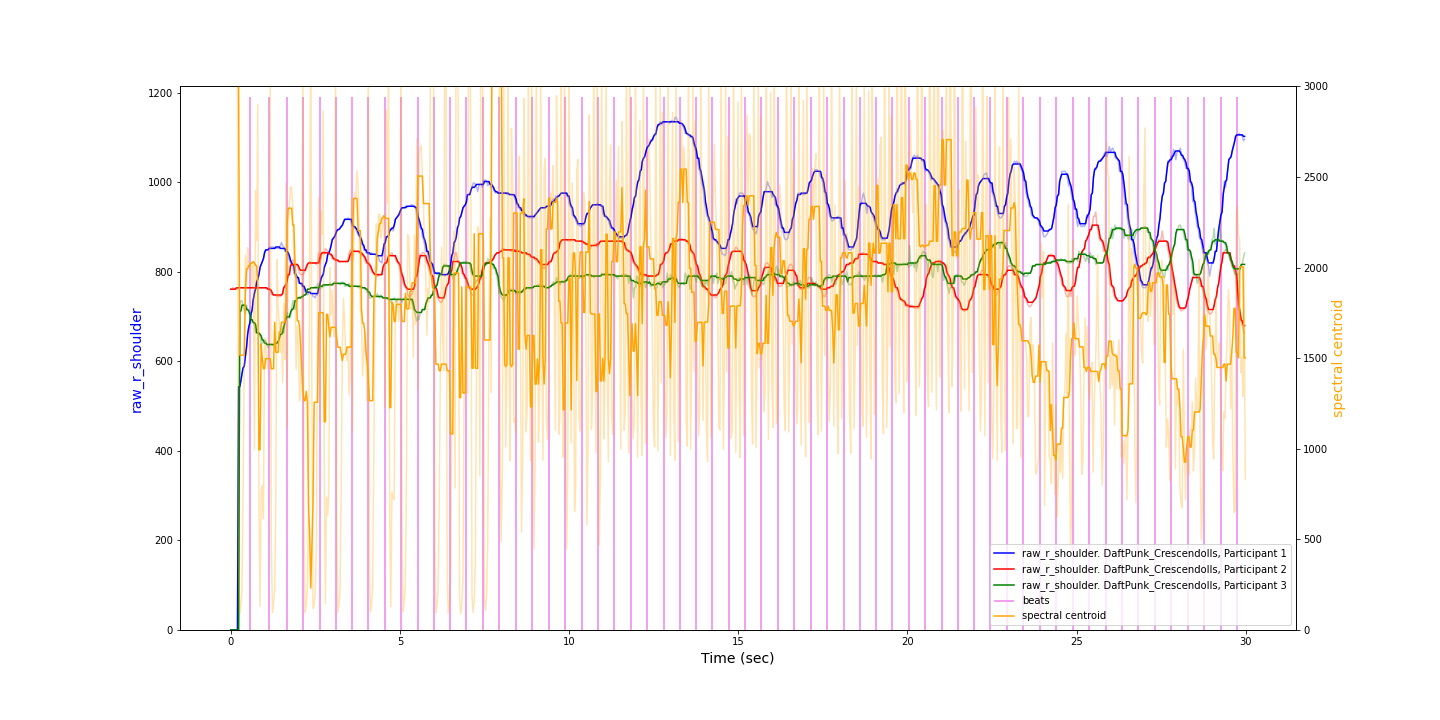 1200
1000
800
600
400
200
0
raw_r_shoulder
3000
2500
2000
1500
1000
500
0
spectral centroid
raw_r_shoulder. DaftPunk_Crescendolls, Participant 1
raw_r_shoulder. DaftPunk_Crescendolls, Participant 2
raw_r_shoulder. DaftPunk_Crescendolls, Participant 3
beats
spectral centroid
0 5 10 15 20 25 30
Time (sec)